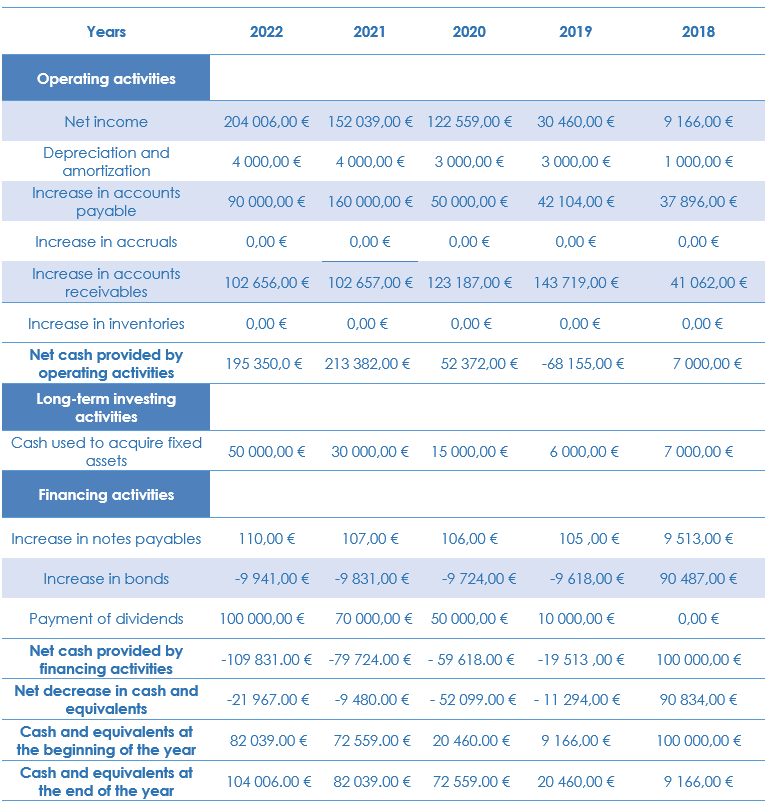 Years 2022 2021 2020 2019 2018
Operating activities
Net income 204 006,00 € 152 039,00 € 122 559,00 € 30 460,00 € 9 166,00 €
Depreciation and
amortization 4 000,00 € 4 000,00 € 3 000,00 € 3 000,00 € 1 000,00 €
Increase in accounts
payable 90 000,00 € 160 000,00 € 50 000,00 € 42 104,00 € 37 896,00 €
Increase in accruals 0,00 € 0,00 € 0,00 € 0,00 € 0,00 €
Increase in accounts
receivables 102 656,00 € 102 657,00 € 123 187,00 € 143 719,00 € 41 062,00 €
Increase in inventories 0,00 € 0,00 € 0,00 € 0,00 € 0,00 €
Net cash provided by
operating activities 195 350,0 € 213 382,00 € 52 372,00 € -68 155,00 € 7 000,00 €
Long-term investing
activities
Cash used to acquire fixed
assets 50 000,00 € 30 000,00 € 15 000,00 € 6 000,00 € 7 000,00 €
Financing activities
Increase in notes payables 110,00 € 107,00 € 106,00 € 105 ,00 € 9 513,00 €
Increase in bonds -9 941,00 € -9 831,00 € -9 724,00 € -9 618,00 € 90 487,00 €
Payment of dividends 100 000,00 € 70 000,00 € 50 000,00 € 10 000,00 € 0,00 €
Net cash provided by
financing activities -109 831.00 € -79 724.00 € - 59 618.00 € -19 513 ,00 € 100 000,00 €
Net decrease in cash and
equivalents -21 967.00 € -9 480.00 € - 52 099.00 € - 11 294,00 € 90 834,00 €
Cash and equivalents at
the beginning of the year 82 039.00 € 72 559.00 € 20 460.00 € 9 166,00 € 100 000,00 €
Cash and equivalents at
the end of the year 104 006.00 € 82 039.00 € 72 559.00 € 20 460,00 € 9 166,00 €